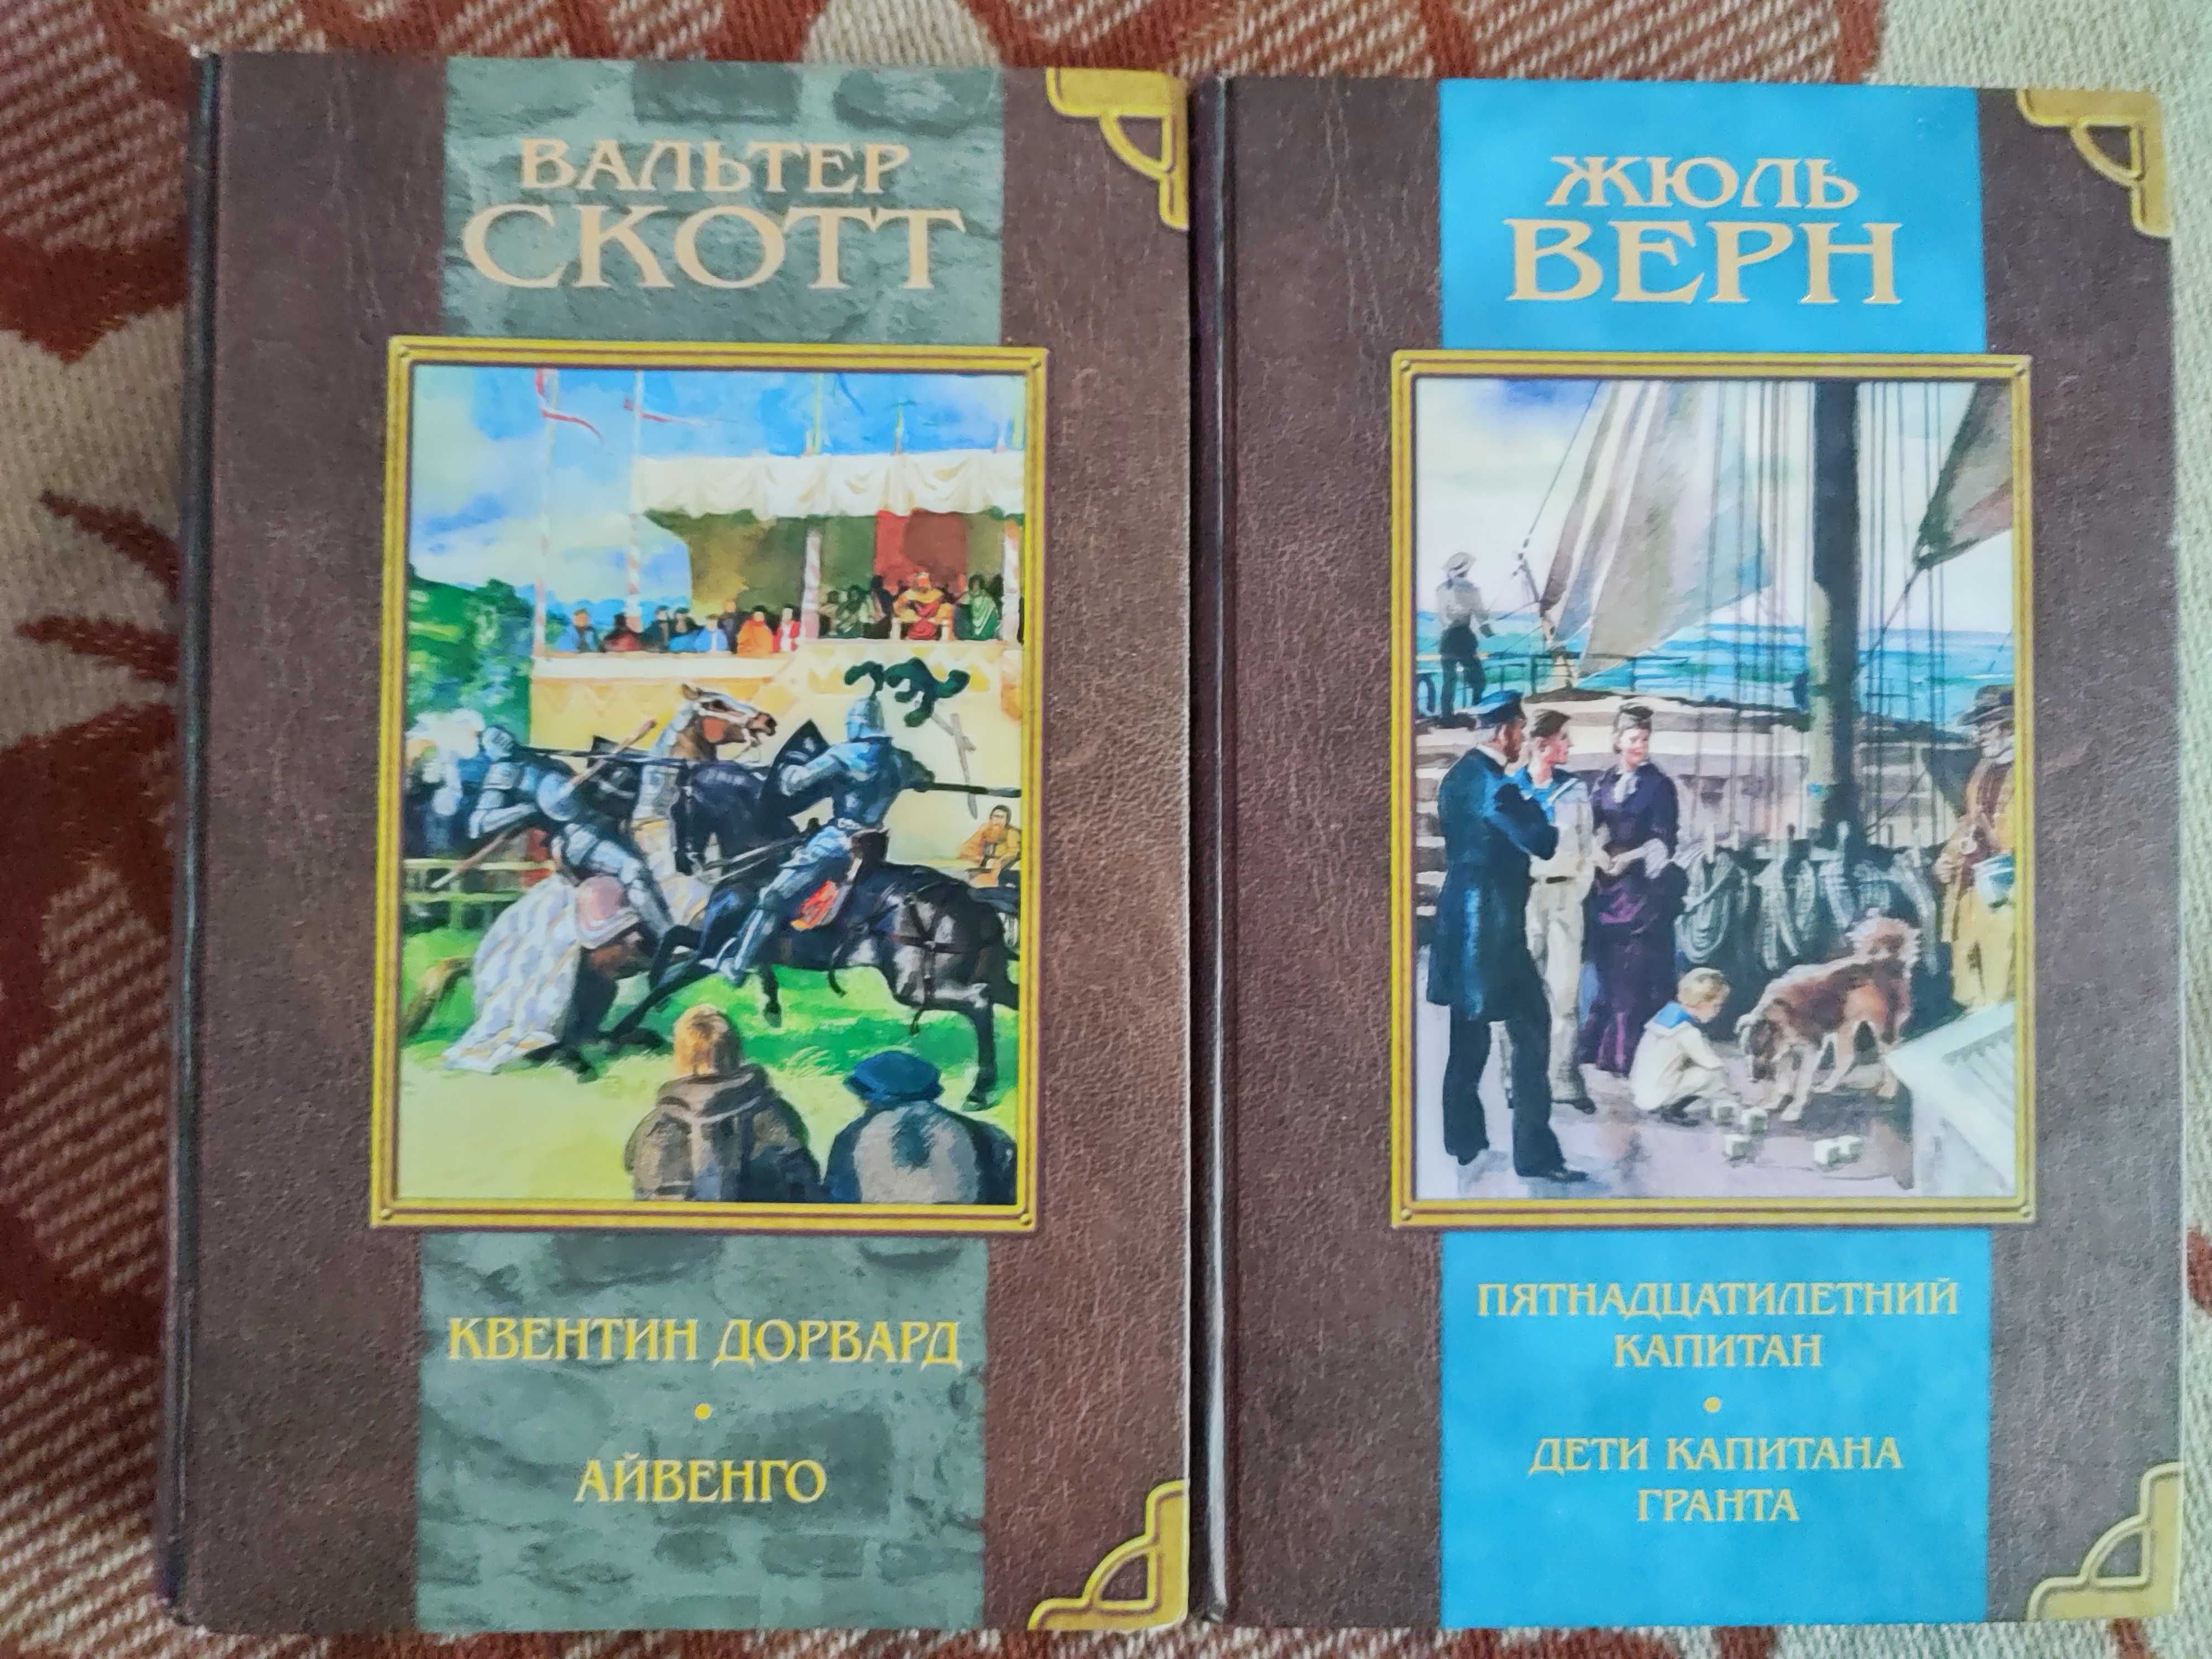 ВАЛЬТЕР
СКОТТ
КВЕНТИН ДОРВАРД
АЙВЕНГО
ЖЮЛЬ
ВЕРН
ПЯТНАДЦАТИЛЕТНИЙ
КАПИТАН
ДЕТИ КАПИТАНА
ГРАНТА